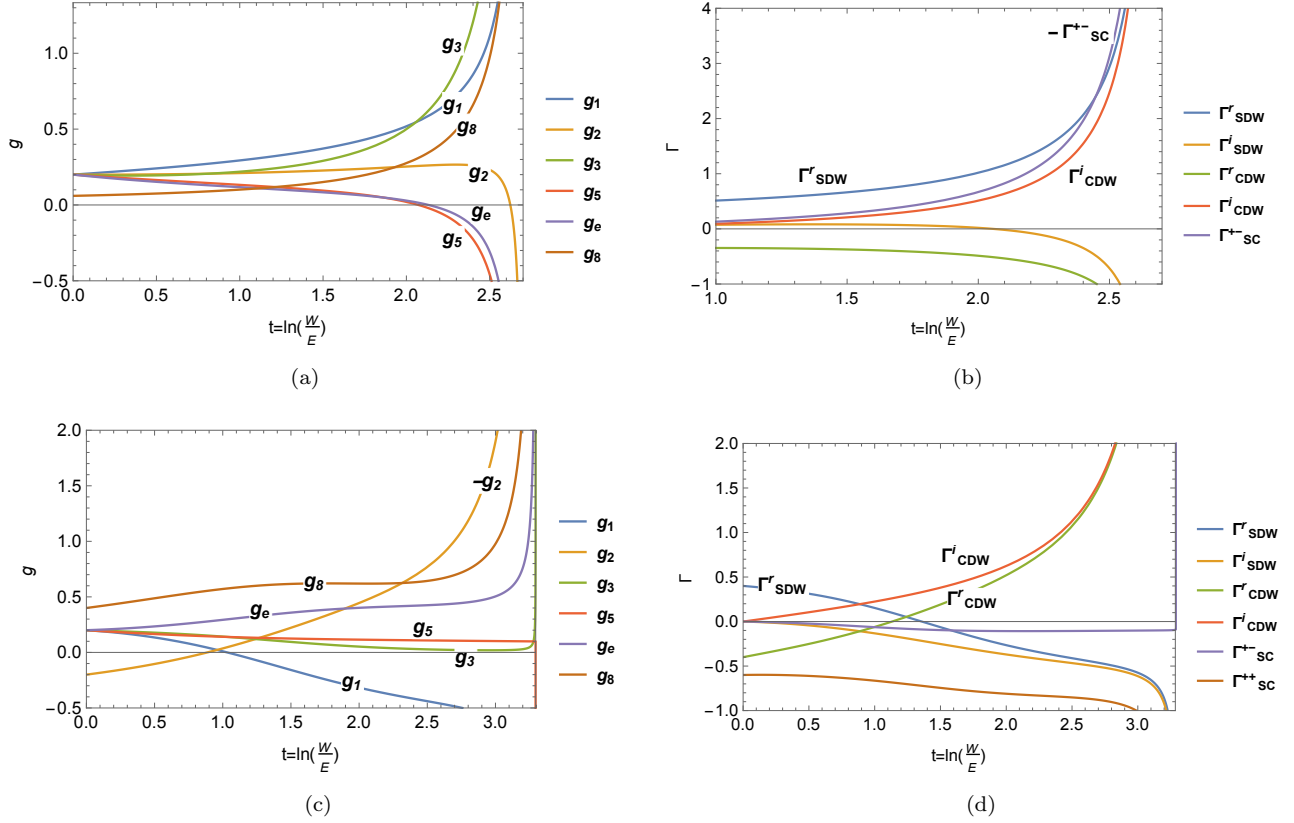 g
1.0
0.5
0.0
−0.5
0.0 0.5 1.0 1.5 2.0 2.5
t=ln(W/E)
g3
g1
g8
g2
ge
g5
g1
g2
g3
g5
ge
g8
(a)
Γ
4
3
2
1
0
−1
1.0 1.5 2.0 2.5
t=ln(W/E)
−Γ+−SC
ΓrSDW
ΓiCDW
ΓrSDW
ΓiSDW
ΓrCDW
ΓiCDW
Γ+−SC
(b)
g
2.0
1.5
1.0
0.5
0.0
−0.5
0.0 0.5 1.0 1.5 2.0 2.5 3.0
t=ln(W/E)
−g2
g8
ge
g5
g3
g1
g1
g2
g3
g5
ge
g8
(c)
Γ
2.0
1.5
1.0
0.5
0.0
−0.5
−1.0
0.0 0.5 1.0 1.5 2.0 2.5 3.0
t=ln(W/E)
ΓiCDW
ΓrSDW
ΓrCDW
ΓrSDW
ΓiSDW
ΓrCDW
ΓiCDW
Γ+−SC
Γ++SC
(d)